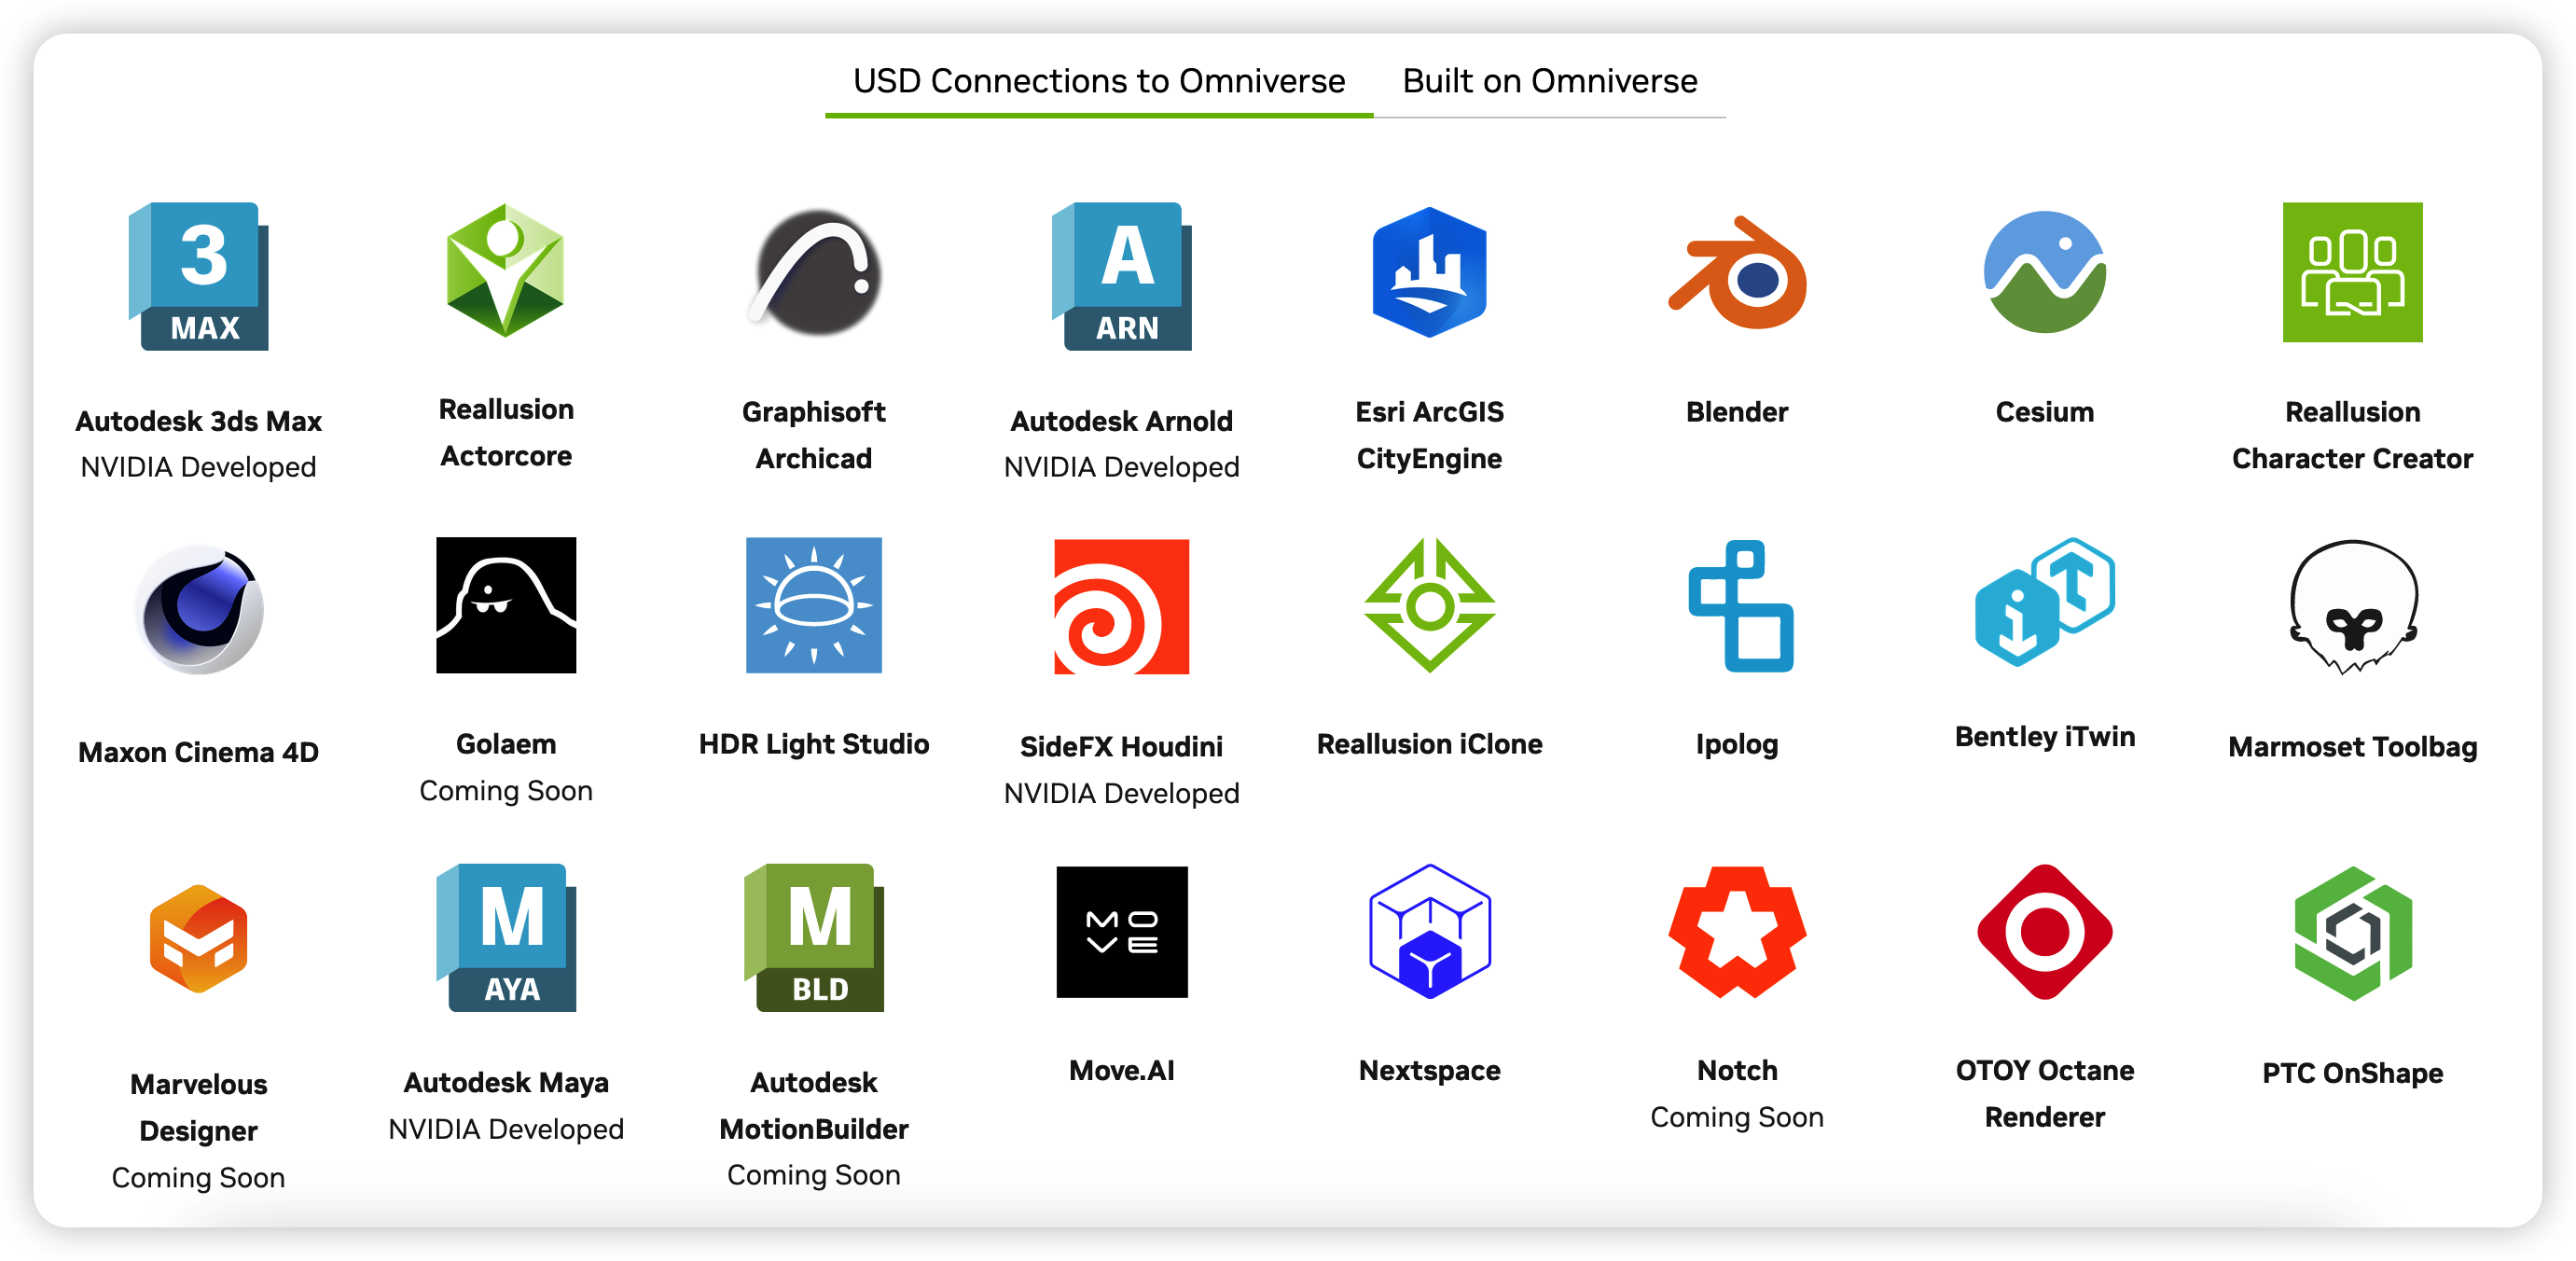 USD Connections to Omniverse
Built on Omniverse
3
MAX
A
ARN
Autodesk 3ds Max
NVIDIA Developed
Reallusion
Actorcore
Graphisoft
Archicad
Autodesk Arnold
NVIDIA Developed
Esri ArcGIS
CityEngine
Blender
Cesium
Reallusion
Character Creator
i
T
Maxon Cinema 4D
Golaem
Coming Soon
HDR Light Studio
SideFX Houdini
NVIDIA Developed
Reallusion iClone
Ipolog
Bentley iTwin
Marmoset Toolbag
M
AYA
M
BLD
MO
VE
Marvelous
Designer
Coming Soon
Autodesk Maya
NVIDIA Developed
Autodesk
MotionBuilder
Coming Soon
Move.AI
Nextspace
Notch
Coming Soon
OTOY Octane
Renderer
PTC OnShape